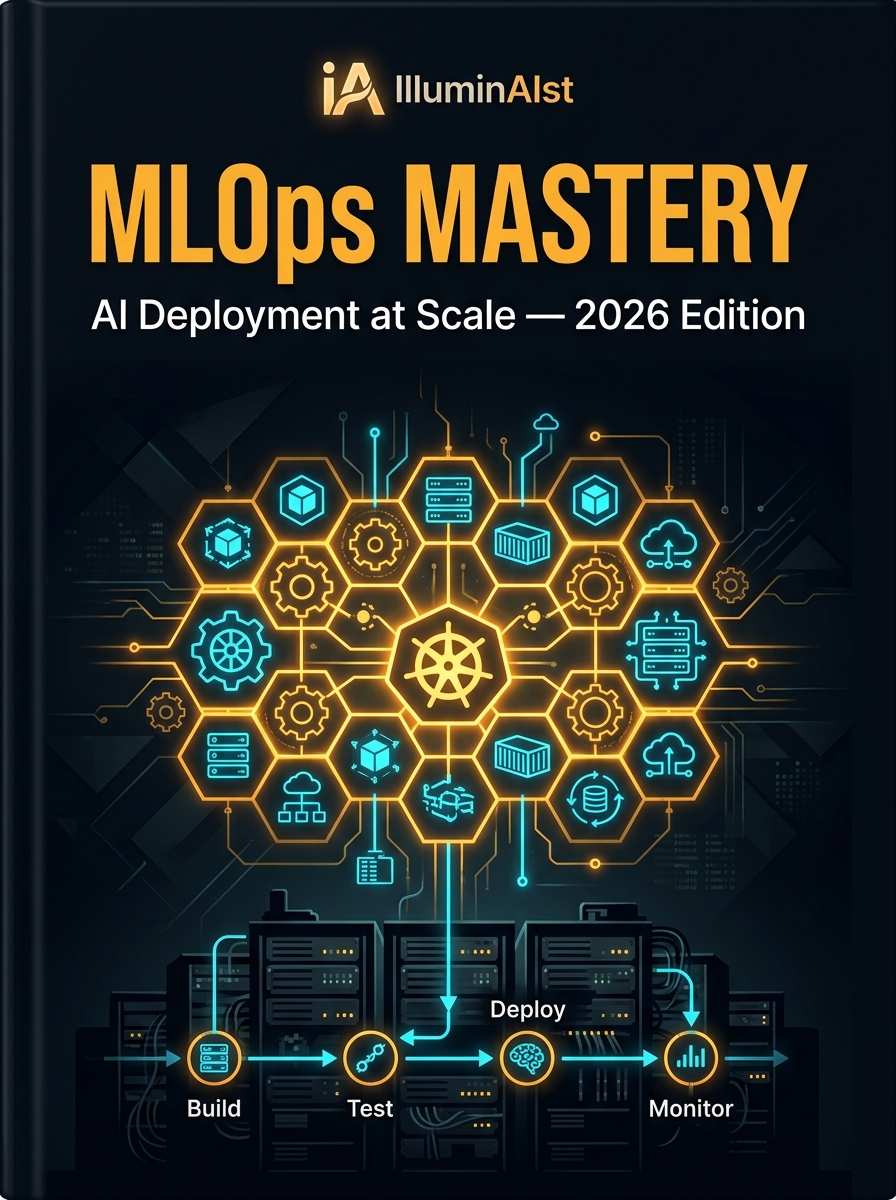 iA IlluminAIst
MLOps MASTERY
AI Deployment at Scale — 2026 Edition
Deploy
Build
Test
Monitor